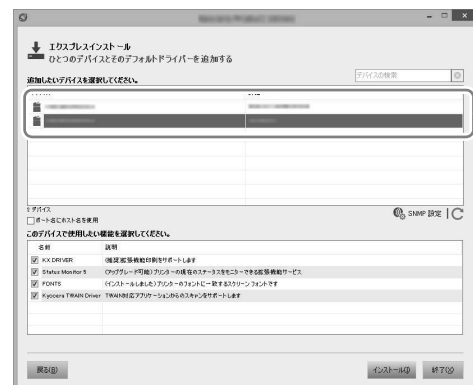 エクスプレスインストール
ひとつのデバイスとそのデフォルトドライバーを追加する
追加したいデバイスを選択してください。
デバイスの検索
デバイス
SNMP 設定
ポート名にホスト名を使用
このデバイスで使用したい機能を選択してください。
名前 説明
KX DRIVER (推奨)拡張機能印刷をサポートします
Status Monitor 5 (アップグレード可能)プリンターの現在のステータスをモニターできる拡張機能サービス
FONTS (インストールしました)プリンターのフォントに一致するスクリーンフォントです
Kyocera TWAIN Driver TWAIN対応アプリケーションからのスキャンをサポートします
戻る(B) インストール(I) 終了(X)